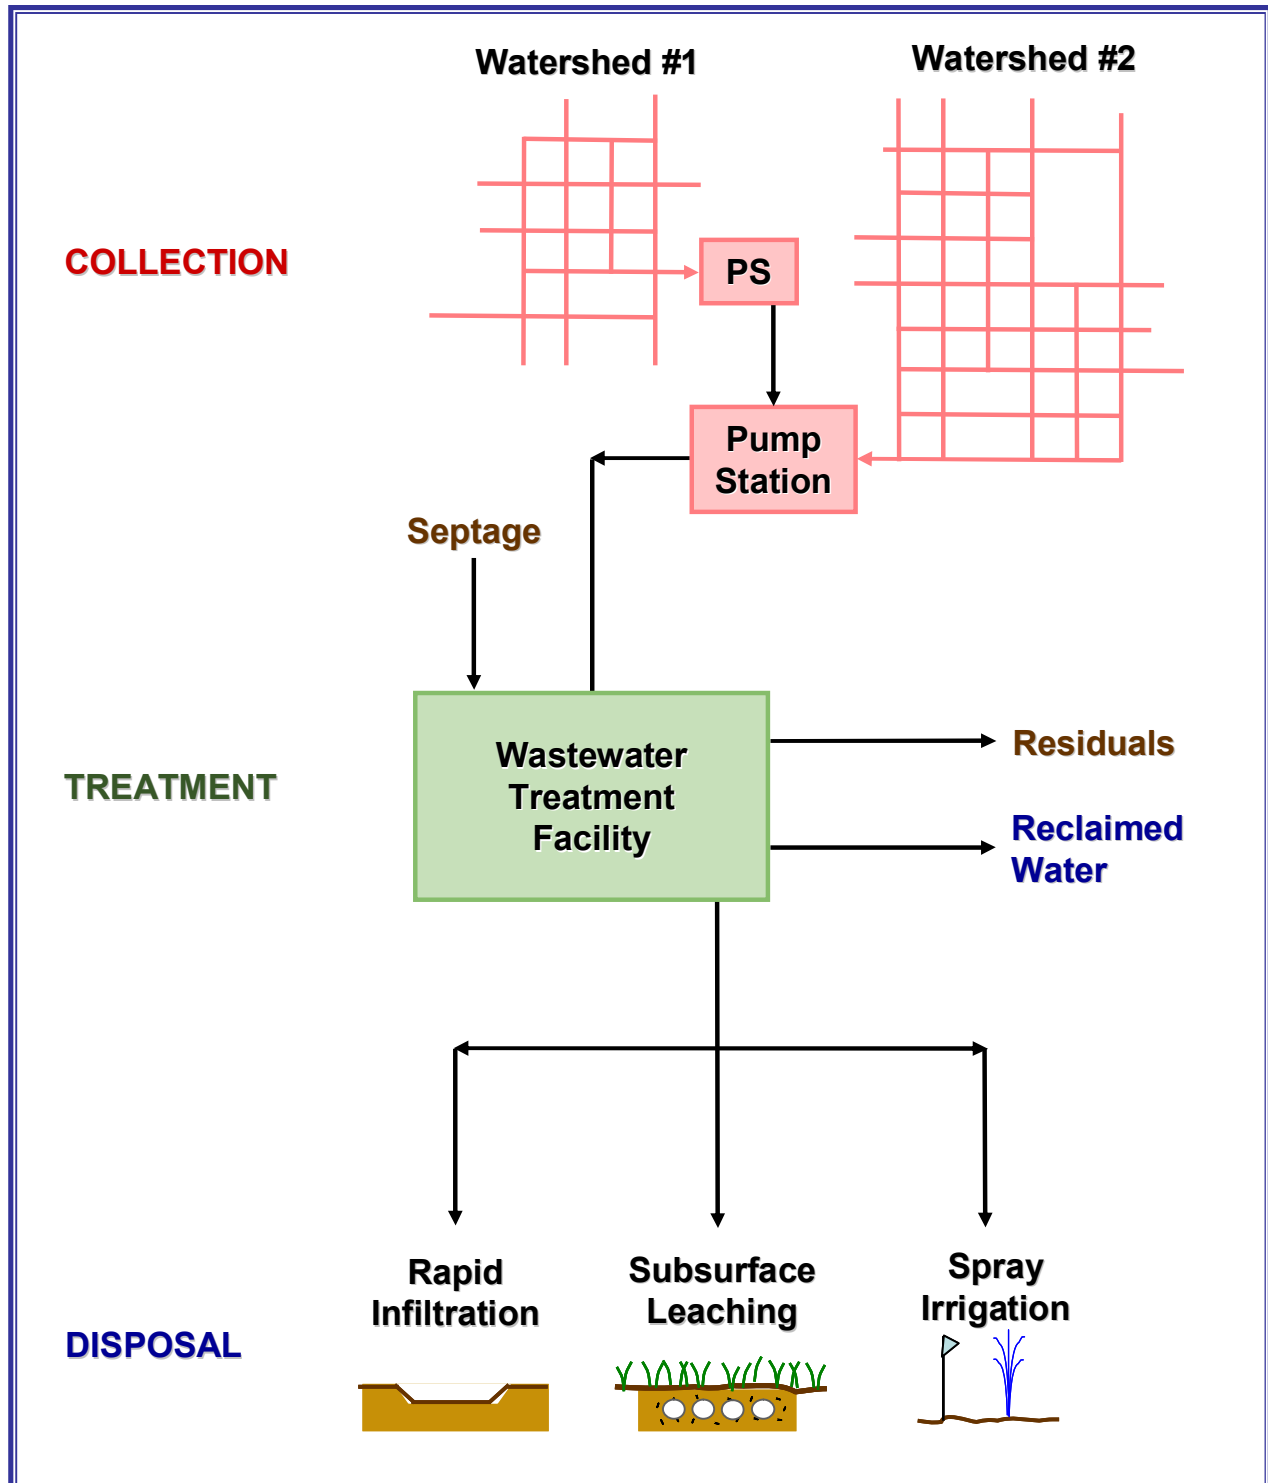 Watershed #1
Watershed #2
COLLECTION
PS
Pump
Station
Septage
TREATMENT
Wastewater
Treatment
Facility
Residuals
Reclaimed
Water
Rapid
Infiltration
Subsurface
Leaching
Spray
Irrigation
DISPOSAL